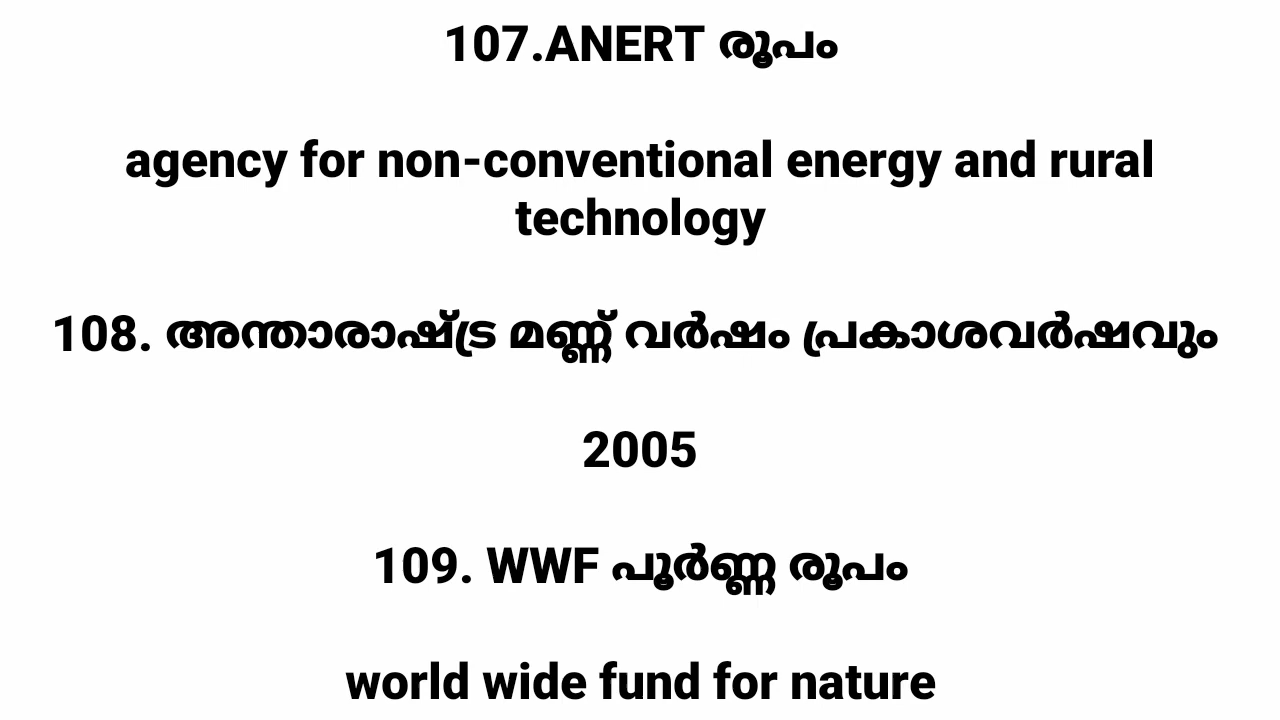 107.ANERT രൂപം
agency for non-conventional energy and rural
technology
108. അന്താരാഷ്ട്ര മണ്ണ് വർഷം പ്രകാശവർഷവും
2005
109. WWF പൂർണ്ണ രൂപം
world wide fund for nature